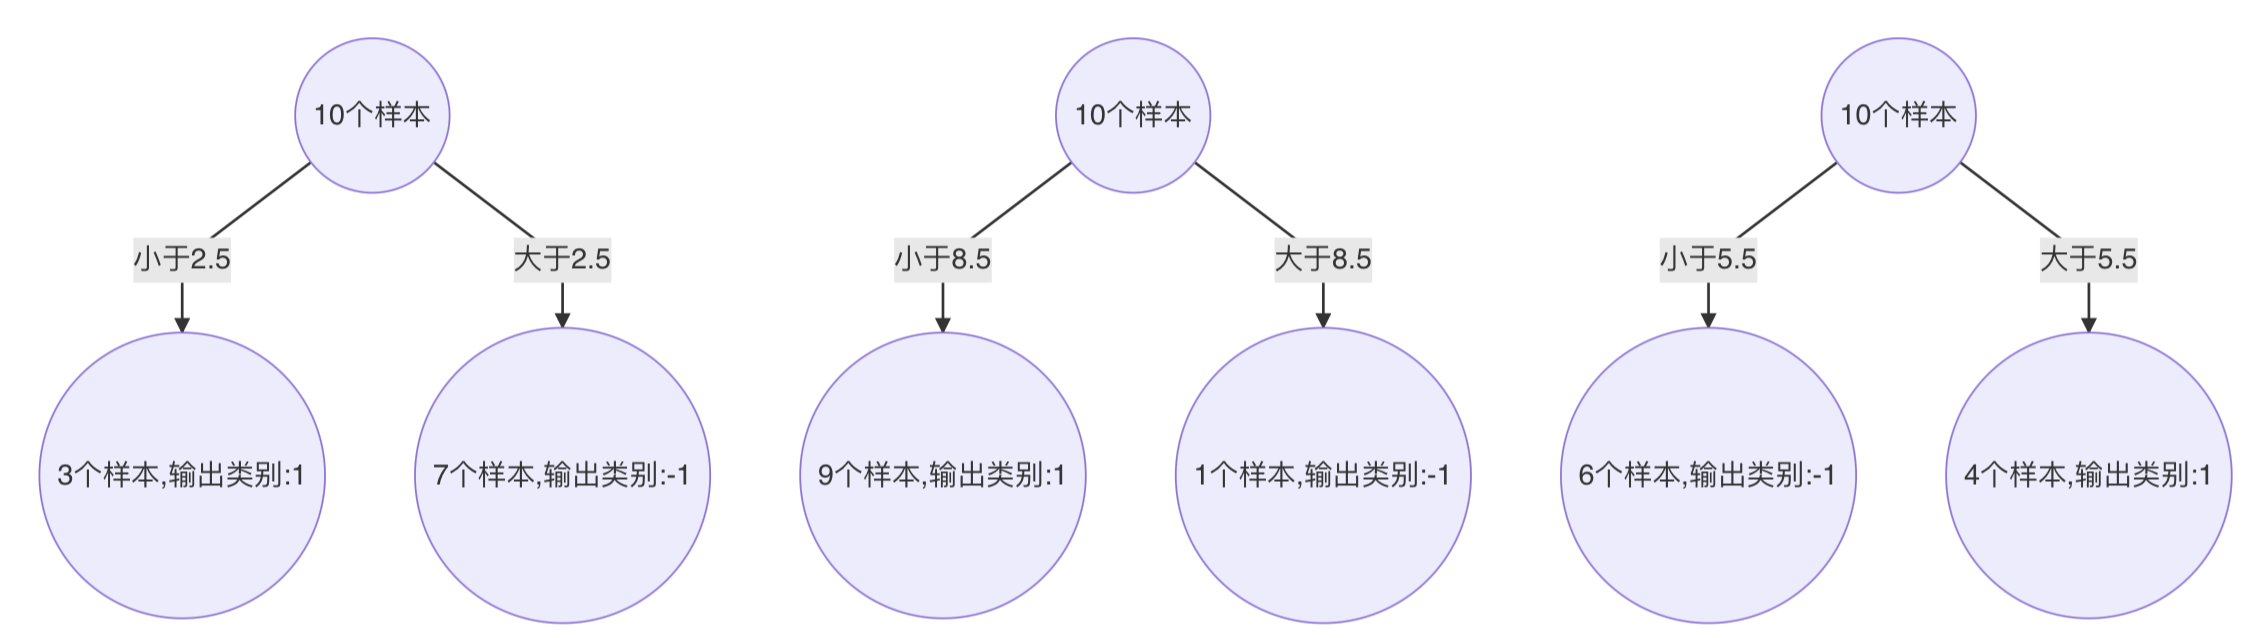 10个样本
10个样本
10个样本
小于2.5
大于2.5
小于8.5
大于8.5
小于5.5
大于5.5
3个样本,输出类别:1
7个样本,输出类别:-1
9个样本,输出类别:1
1个样本,输出类别:-1
6个样本,输出类别:-1
4个样本,输出类别:1